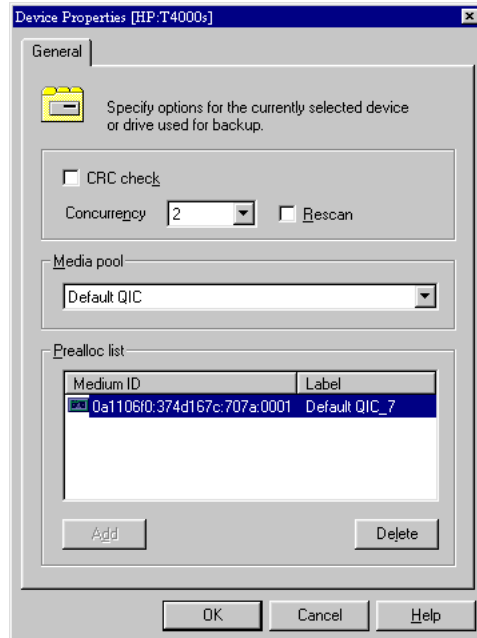 Device Properties [HP:T4000s]
General
Specify options for the currently selected device
or drive used for backup.
CRC check
Concurrency 2 Rescan
Media pool
Default QIC
Prealloc list
Medium ID Label
0a1106f0:374d167c:707a:0001 Default QIC_7
Add Delete
OK Cancel Help